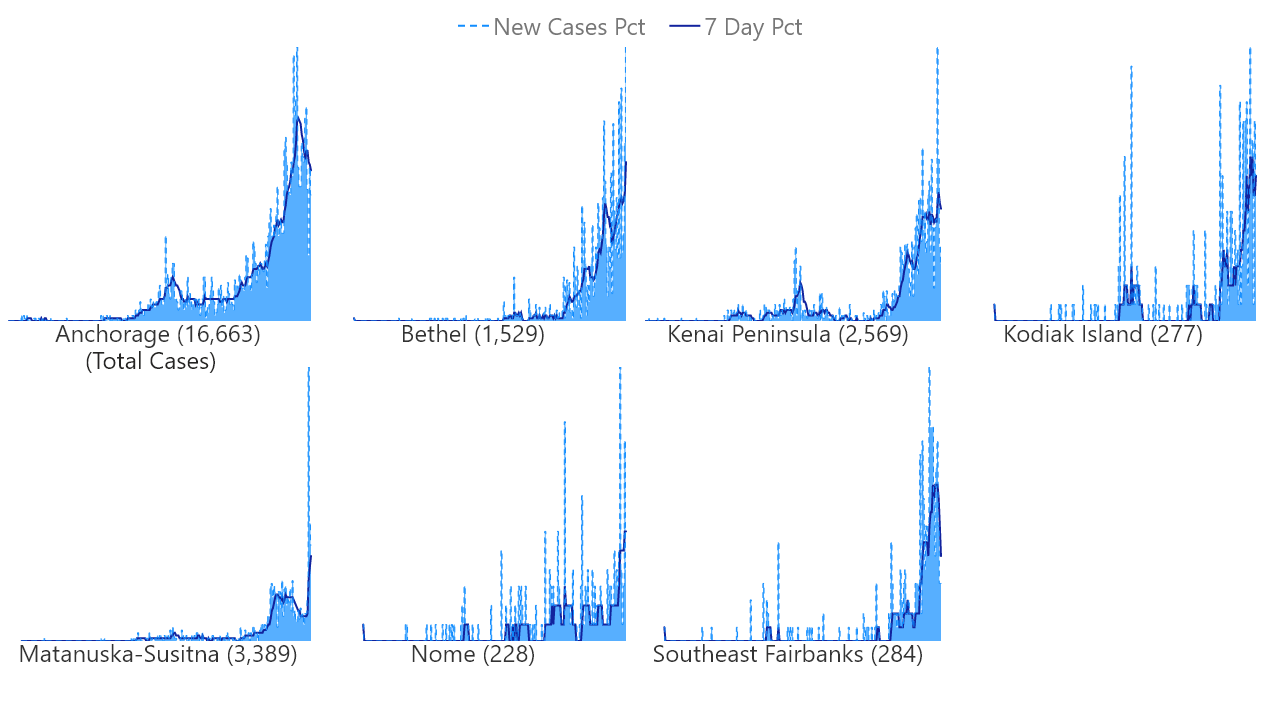 New Cases Pct 7 Day Pct
Anchorage (16,663)
(Total Cases)
Bethel (1,529)
Kenai Peninsula (2,569)
Kodiak Island (277)
Matanuska-Susitna (3,389)
Nome (228)
Southeast Fairbanks (284)